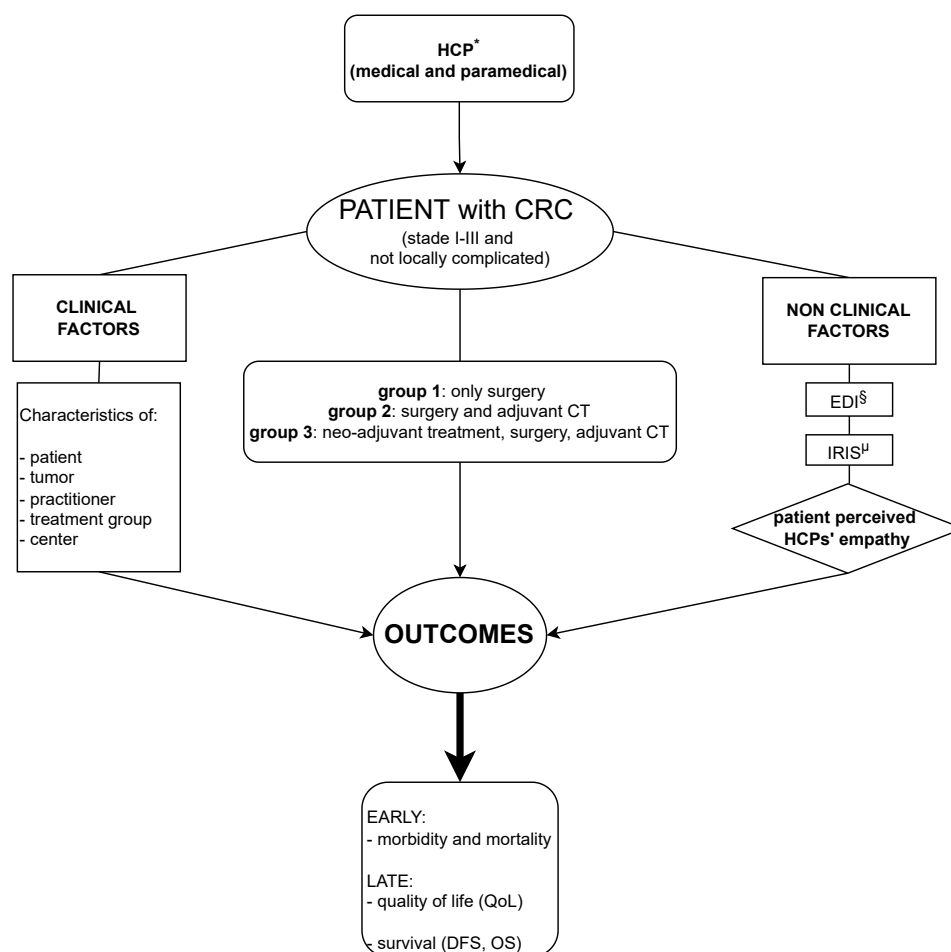 HCP*
(medical and paramedical)
PATIENT with CRC
(stade I-III and
not locally complicated)
CLINICAL
FACTORS
Characteristics of:
- patient
- tumor
- practitioner
- treatment group
- center
group 1: only surgery
group 2: surgery and adjuvant CT
group 3: neo-adjuvant treatment, surgery, adjuvant CT
NON CLINICAL
FACTORS
EDI§
IRISµ
patient perceived
HCPs' empathy
OUTCOMES
EARLY:
- morbidity and mortality
LATE:
- quality of life (QoL)
- survival (DFS, OS)